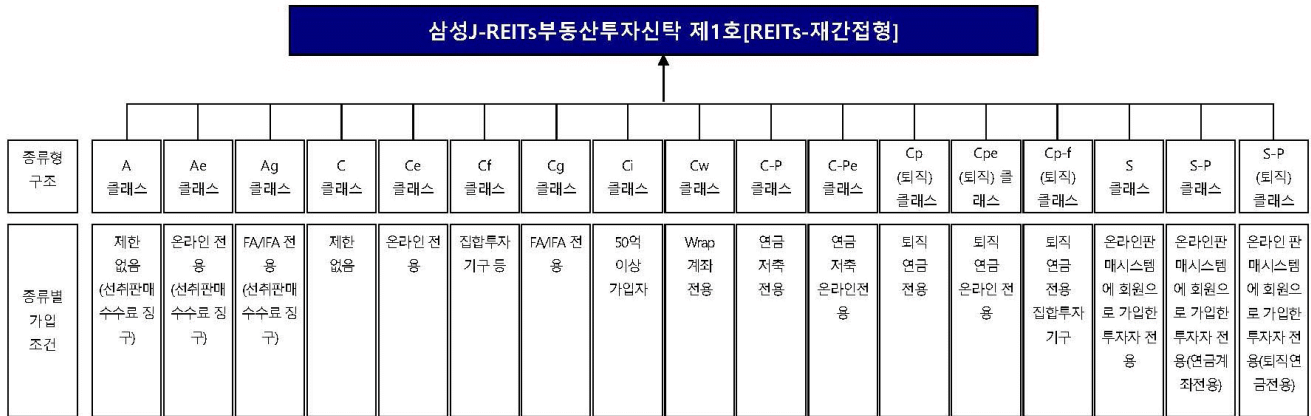 삼성J-REITs부동산투자신탁 제1호[REITs-재간접형]
종류형
구조
A
클래스
Ae
클래스
Ag
클래스
C
클래스
Ce
클래스
Cf
클래스
Cg
클래스
Ci
클래스
Cw
클래스
C-P
클래스
C-Pe
클래스
Cp
(퇴직)
클래스
Cpe
(퇴직) 클
래스
Cp-f
(퇴직)
클래스
S
클래스
S-P
클래스
S-P
(퇴직)
클래스
종류별
가입
조건
제한
없음
(선취판매
수수료 징
구)
온라인 전
용
(선취판매
수수료 징
구)
FA/IFA 전
용
(선취판매
수수료 징
구)
제한
없음
온라인 전
용
집합투자
기구 등
FA/IFA 전
용
50억
이상
가입자
Wrap
계좌
전용
연금
저축
전용
연금
저축
온라인전
용
퇴직
연금
전용
퇴직
연금
온라인 전
용
퇴직
연금
전용
집합투자
기구
온라인판
매시스템
에 회원으
로 가입한
투자자 전
용
온라인판
매시스템
에 회원으
로 가입한
투자자 전
용(연금계
좌전용)
온라인 판
매시스템
에 회원으
로 가입한
투자자 전
용(퇴직연
금전용)